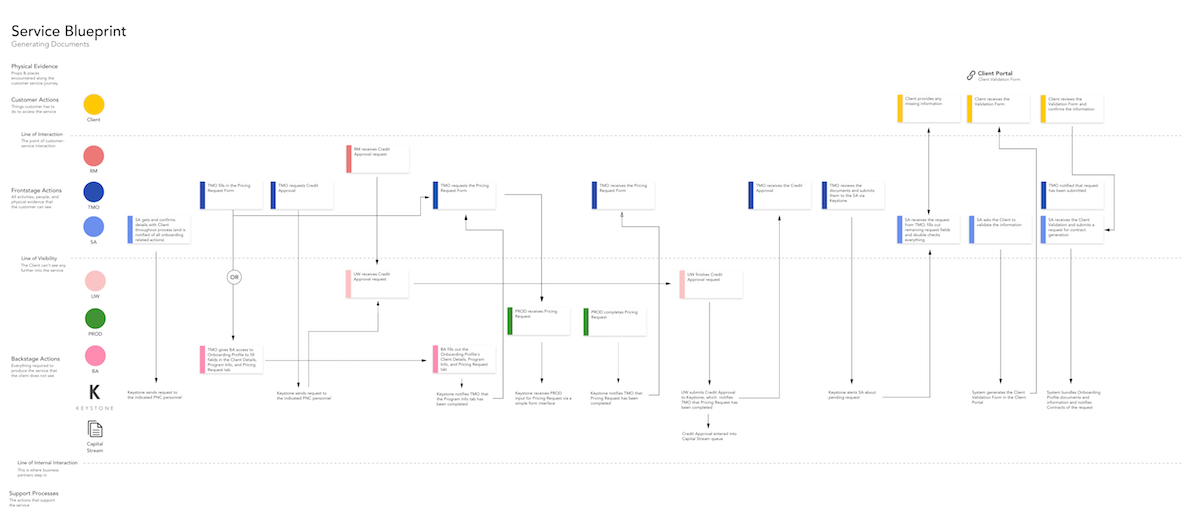 Service Blueprint
Generating Documents
Physical Evidence
Props & places
encountered along the
customer service journey.
Client Portal
Client Validation Form
Customer Actions
Things customer has to
do to access the service
Client
Client provides any
missing information
Client receives the
Validation Form
Client reviews the
Validation Form and
confirms the information
Line of Interaction
The point of customer-
service interaction
RM
RM receives Credit
Approval request
Frontstage Actions
All activities, people, and
physical evidence that
the customer can see
TMO
TMO fills in the Pricing
Request Form
TMO requests Credit
Approval
TMO requests the Pricing
Request Form
TMO receives the Pricing
Request Form
TMO receives the Credit
Approval
TMO reviews the
documents and submits
them to the SA via
Keystone
TMO notified that request
has been submitted
SA
SA gets and confirms
details with Client
throughout process (and is
notified of all onboarding
related actions)
SA receives the request
from TMO, fills out
remaining request fields
and double checks
everything
SA asks the Client to
validate the information
SA receives the Client
Validation and submits a
request for contract
generation
Line of Visibility
The Client can't see any
further into the service
OR
UW
UW receives Credit
Approval request
UW finishes Credit
Approval request
PROD
PROD receives Pricing
Request
PROD completes Pricing
Request
Backstage Actions
Everything required to
produce the service that
the client does not see
BA
TMO gives BA access to
Onboarding Profile to fill
fields in the Client Details,
Program Info, and Pricing
Request tab
BA fills out the
Onboarding Profile's
Client Details, Program
Info, and Pricing Request
tab
K
KEYSTONE
Keystone sends request to
the indicated PNC personnel
Keystone sends request to
the indicated PNC personnel
Keystone notifies TMO that
the Program Info tab has
been completed
Keystone receives PROD
input for Pricing Request via a
simple form interface
Keystone notifies TMO that
Pricing Request has been
completed
UW submits Credit Approval
to Keystone, which notifies
TMO that Pricing Request has
been completed
Keystone alerts SA about
pending request
System generates the Client
Validation Form in the Client
Portal
System bundles Onboarding
Profile documents and
information and notifies
Contracts of the request
Capital
Stream
Credit Approval entered into
Capital Stream queue
Line of Internal Interaction
This is where business
partners step in
Support Processes
The actions that support
the service